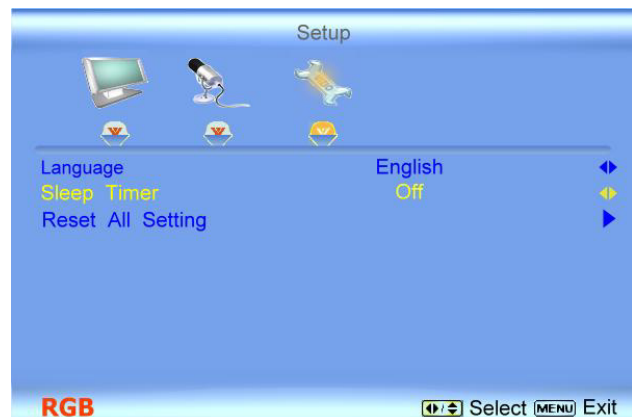 Setup
Language English
Sleep Timer Off
Reset All Setting
RGB Select MENU Exit